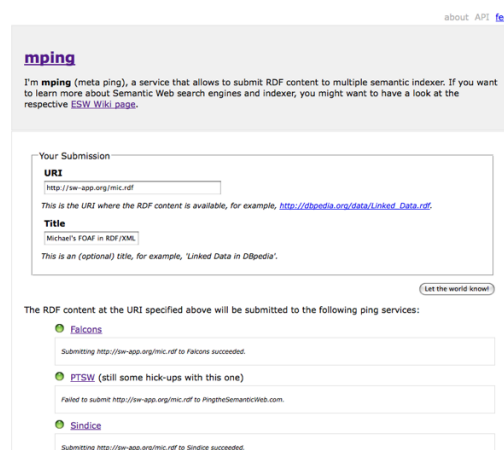 about API fe
mping
I'm mping (meta ping), a service that allows to submit RDF content to multiple semantic indexer. If you want
to learn more about Semantic Web search engines and indexer, you might want to have a look at the
respective ESW Wiki page.
Your Submission
URI
http://sw-app.org/mic.rdf
This is the URI where the RDF content is available, for example, http://dbpedia.org/data/Linked_Data.rdf.
Title
Michael's FOAF in RDF/XML
This is an (optional) title, for example, 'Linked Data in DBpedia'.
Let the world know!
The RDF content at the URI specified above will be submitted to the following ping services:
Falcons
Submitting http://sw-app.org/mic.rdf to Falcons succeeded.
PTSW (still some hick-ups with this one)
Failed to submit http://sw-app.org/mic.rdf to PingtheSemanticWeb.com.
Sindice
Submitting http://sw-app.org/mic.rdf to Sindice succeeded.